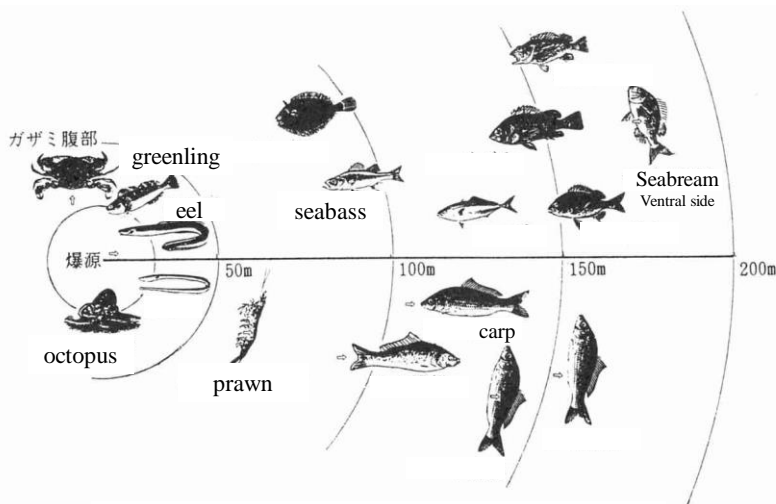 ガザミ腹部
greenling
eel
seabass
Seabream
Ventral side
爆源
50m
100m
150m
200m
carp
octopus
prawn